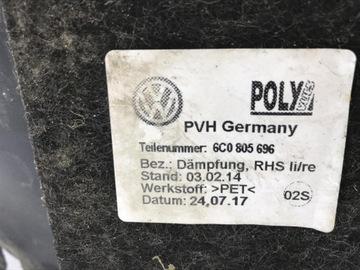 POLY
PVH Germany
Teilenummer: 6C0 805 696
Bez.: Dämpfung, RHS li/re
Stand: 03.02.14
Werkstoff: >PET<
Datum: 24.07.17
02S